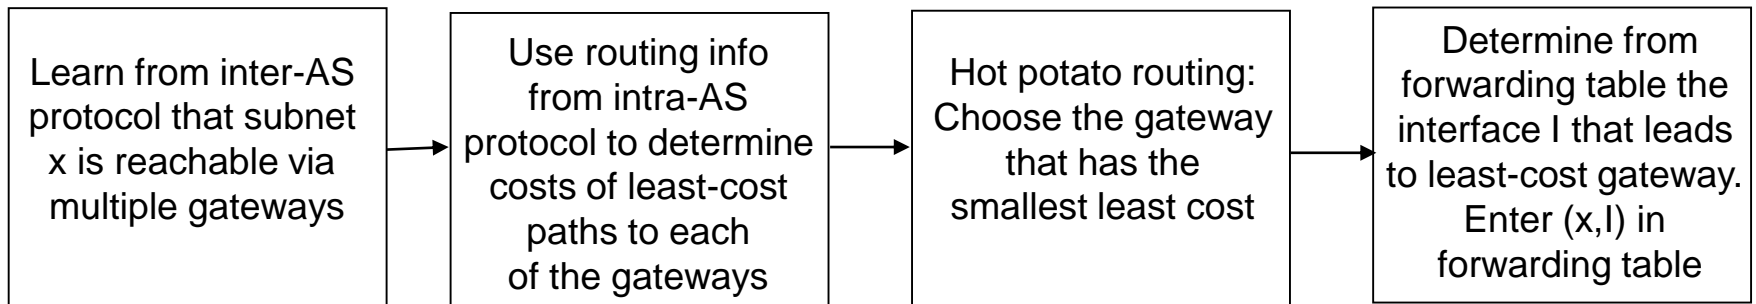 Learn from inter-AS
protocol that subnet
x is reachable via
multiple gateways
Use routing info
from intra-AS
protocol to determine
costs of least-cost
paths to each
of the gateways
Hot potato routing:
Choose the gateway
that has the
smallest least cost
Determine from
forwarding table the
interface I that leads
to least-cost gateway.
Enter (x,I) in
forwarding table